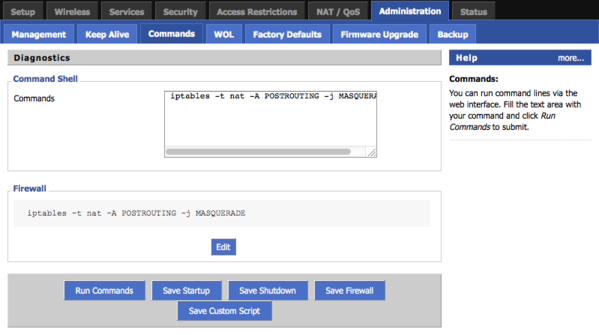 Setup Wireless Services Security Access Restrictions NAT / QoS Administration Status
Management Keep Alive Commands WOL Factory Defaults Firmware Upgrade Backup
Diagnostics
Command Shell
Commands
iptables -t nat -A POSTROUTING -j MASQUERA
Firewall
iptables -t nat -A POSTROUTING -j MASQUERADE
Edit
Run Commands Save Startup Save Shutdown Save Firewall
Save Custom Script
Help more...
Commands:
You can run command lines via the
web interface. Fill the text area with
your command and click Run
Commands to submit.